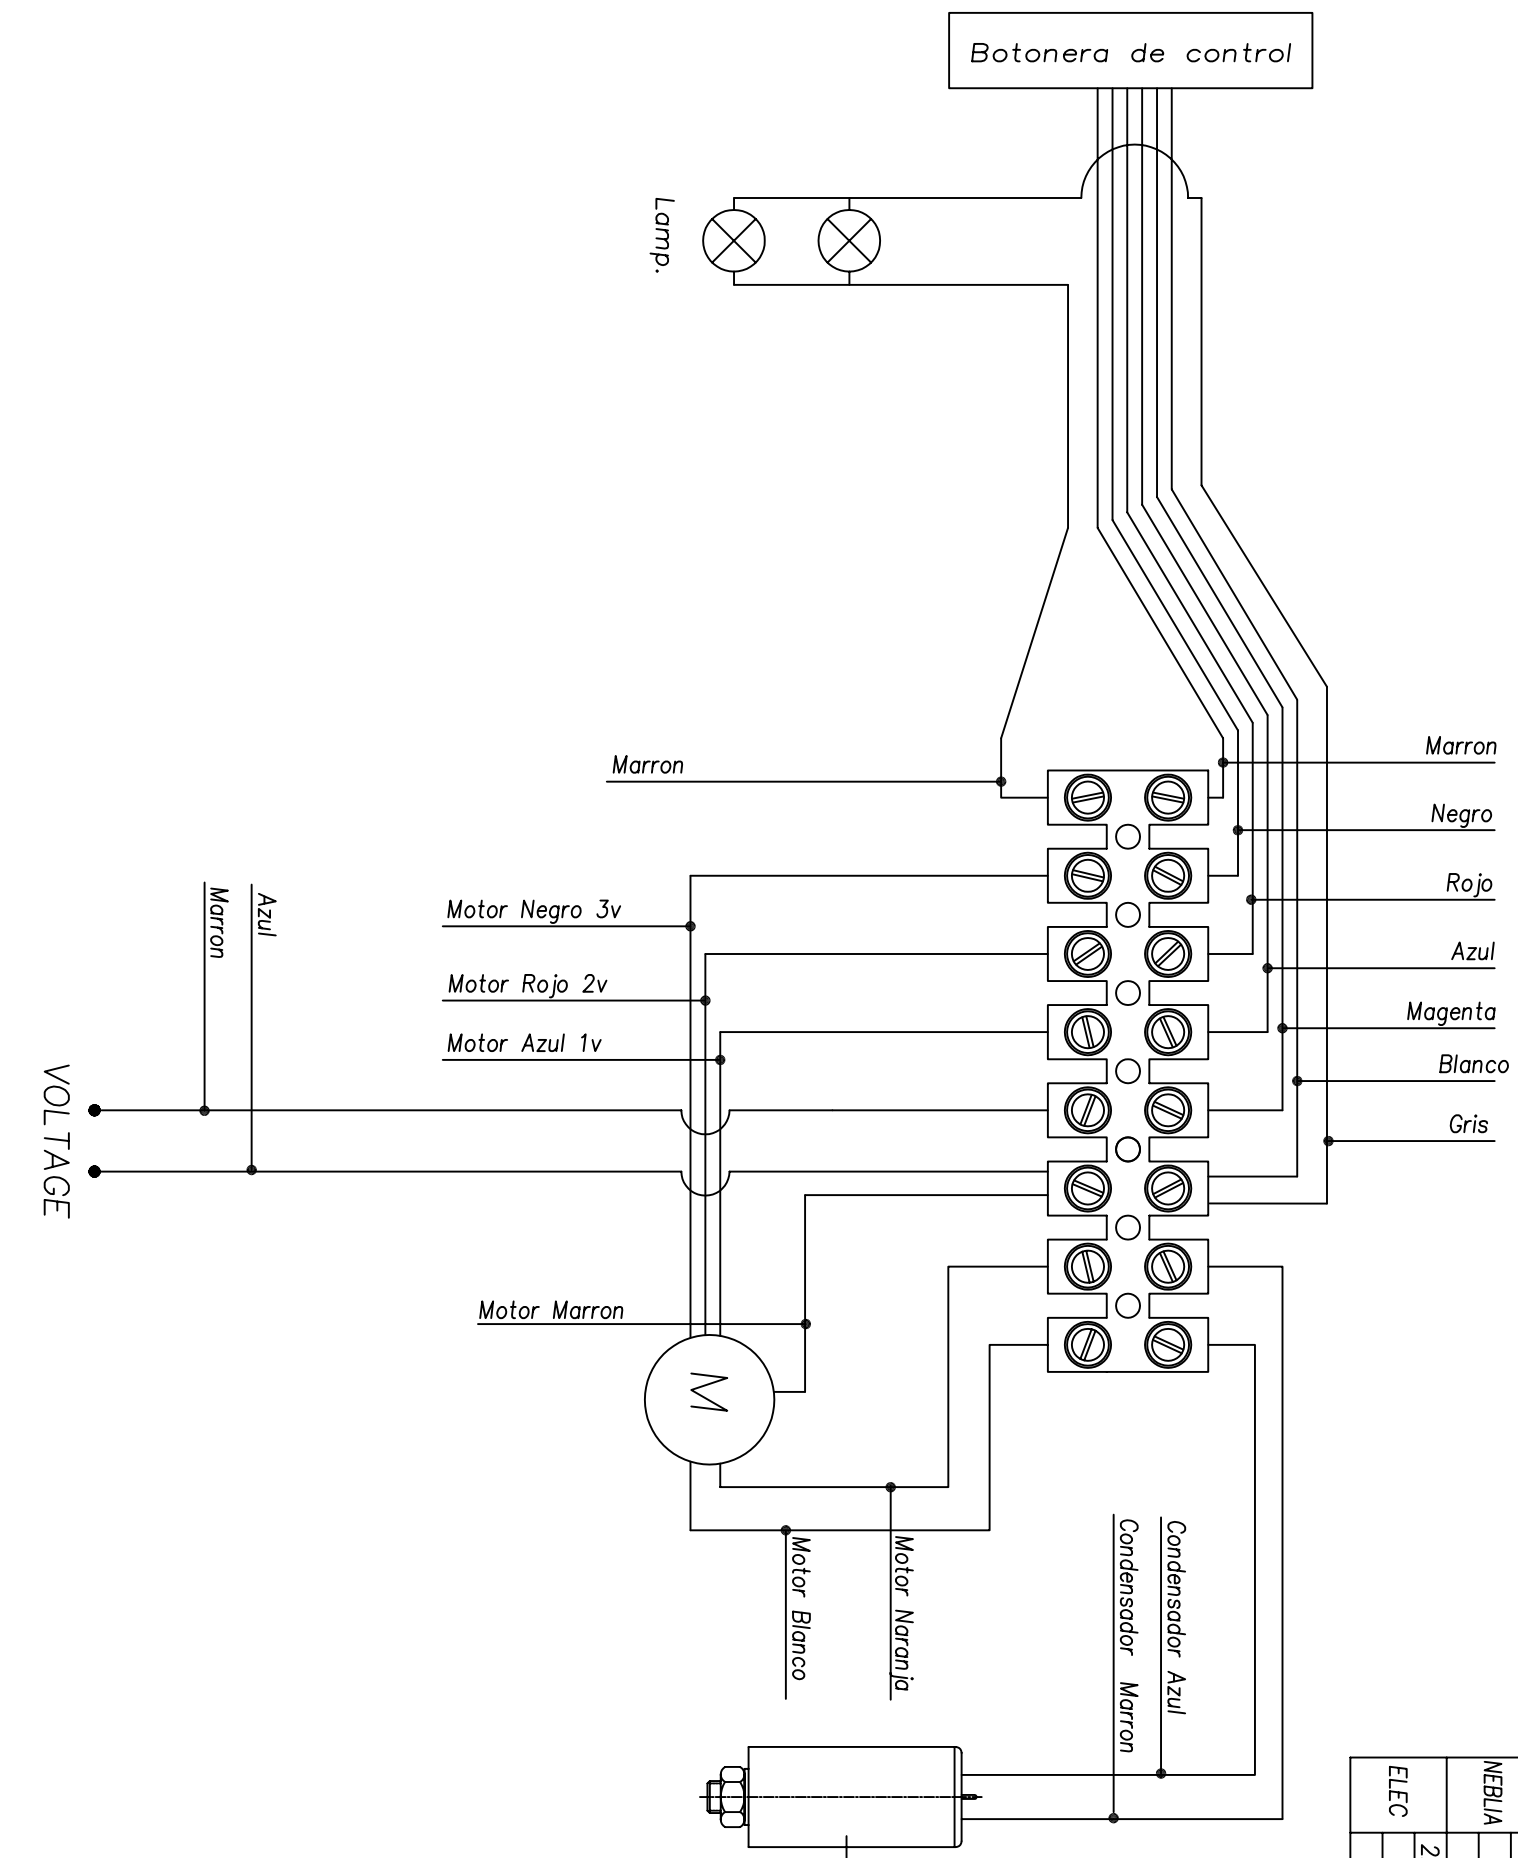 Botonera de control
Lamp.
Marron
Marron
Negro
Rojo
Azul
Magenta
Blanco
Gris
Motor Negro 3v
Motor Rojo 2v
Motor Azul 1v
Azul
Marron
VOLTAGE
Motor Marron
M
Motor Naranja
Motor Blanco
Condensador Azul
Condensador Marron
NEBLIA
ELEC
2